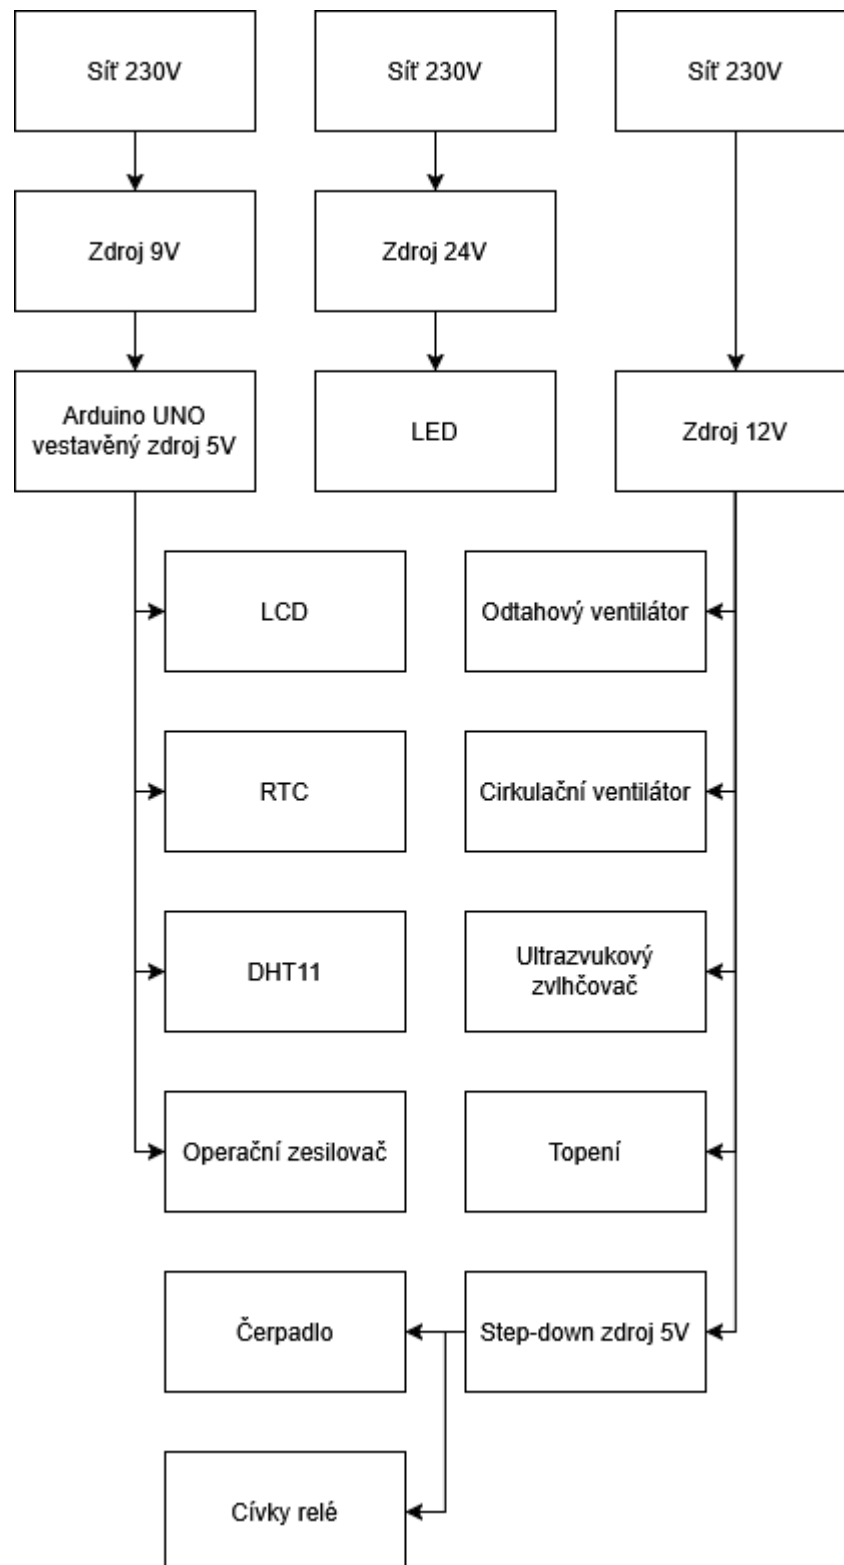 Síť 230V
Síť 230V
Síť 230V
Zdroj 9V
Zdroj 24V
Arduino UNO
vestavěný zdroj 5V
LED
Zdroj 12V
LCD
Odtahový ventilátor
RTC
Cirkulační ventilátor
DHT11
Ultrazvukový
zvlhčovač
Operační zesilovač
Topení
Čerpadlo
Step-down zdroj 5V
Cívky relé